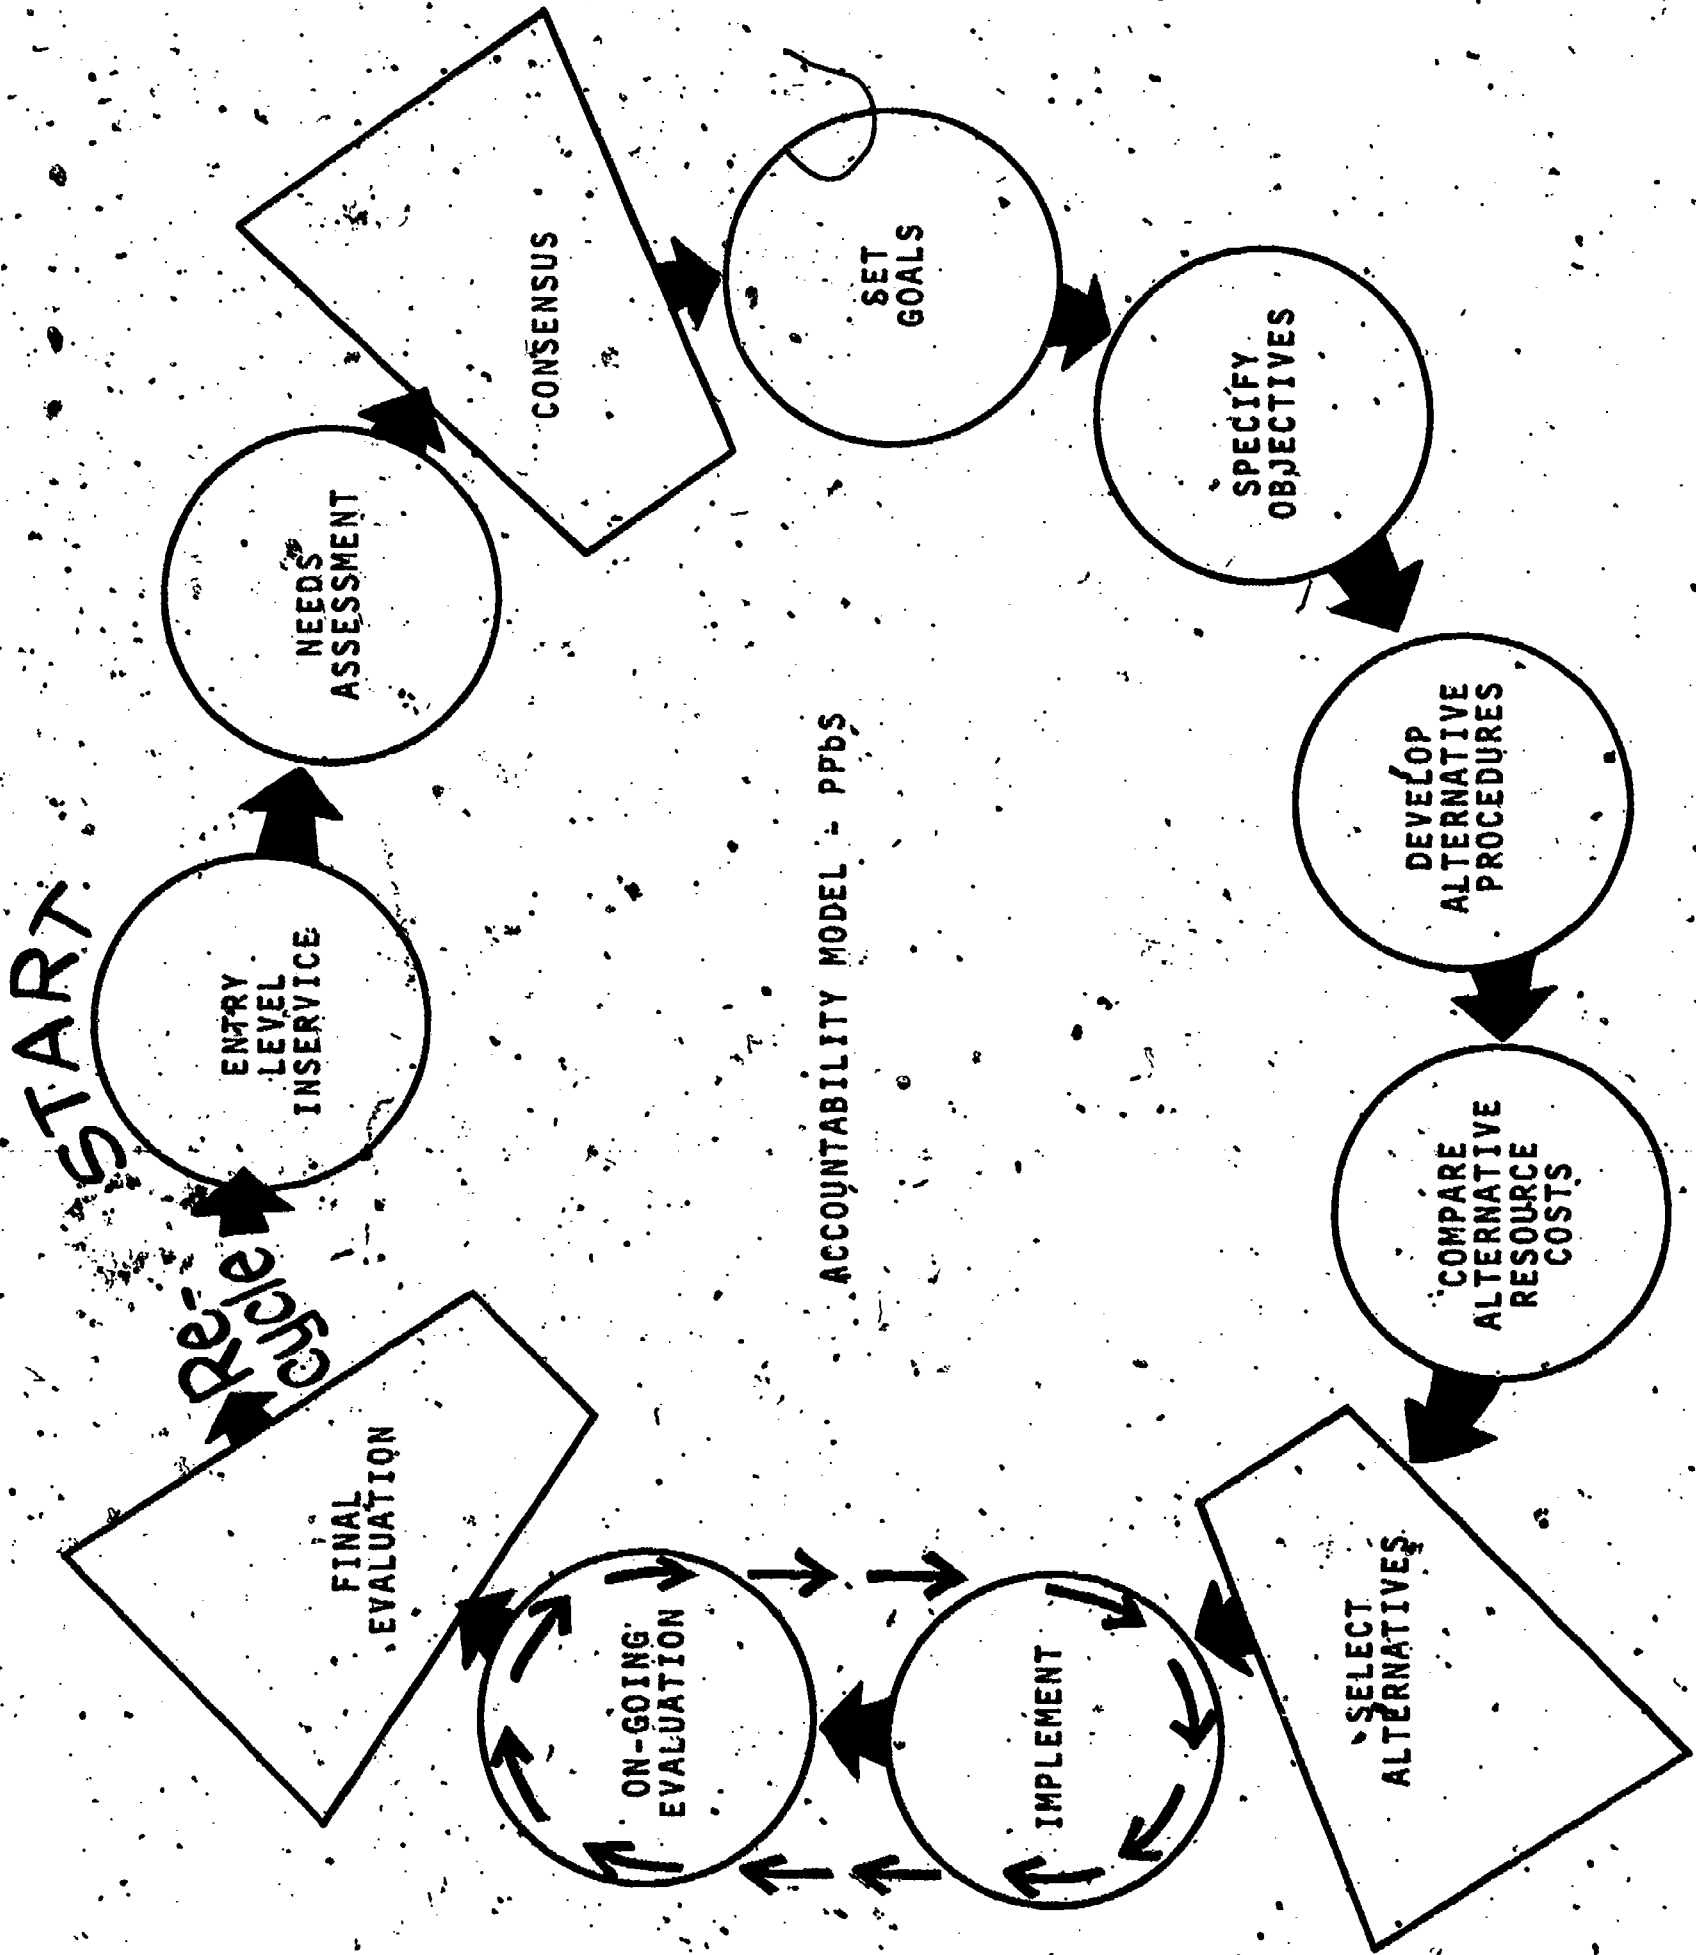 START
ENTRY
LEVEL
INSERVICE
NEEDS
ASSESSMENT
CONSENSUS
SET
GOALS
SPECIFY
OBJECTIVES
DEVELOP
ALTERNATIVE
PROCEDURES
COMPARE
ALTERNATIVE
RESOURCE
COSTS
SELECT
ALTERNATIVES
IMPLEMENT
ON-GOING
EVALUATION
FINAL
EVALUATION
Re-
cycle
ACCOUNTABILITY MODEL - PPbS